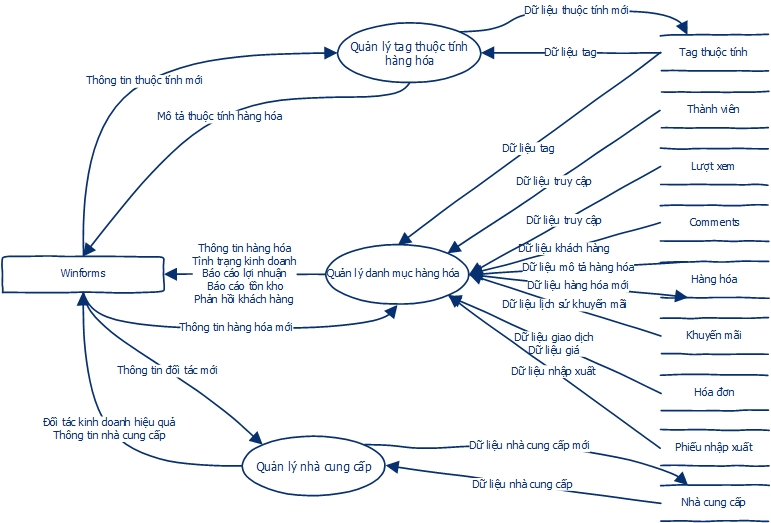 Dữ liệu thuộc tính mới
Quản lý tag thuộc tính
hàng hóa
Dữ liệu tag
Tag thuộc tính
Thông tin thuộc tính mới
Mô tả thuộc tính hàng hóa
Thành viên
Dữ liệu tag
Lượt xem
Dữ liệu truy cập
Dữ liệu truy cập
Comments
Thông tin hàng hóa
Tình trạng kinh doanh
Báo cáo lợi nhuận
Báo cáo tồn kho
Phản hồi khách hàng
Winforms
Quản lý danh mục hàng hóa
Dữ liệu khách hàng
Dữ liệu mô tả hàng hóa
Dữ liệu hàng hóa mới
Dữ liệu lịch sử khuyến mãi
Hàng hóa
Thông tin hàng hóa mới
Khuyến mãi
Dữ liệu giao dịch
Dữ liệu giá
Dữ liệu nhập xuất
Thông tin đối tác mới
Hóa đơn
Đối tác kinh doanh hiệu quả
Thông tin nhà cung cấp
Dữ liệu nhà cung cấp mới
Phiếu nhập xuất
Quản lý nhà cung cấp
Dữ liệu nhà cung cấp
Nhà cung cấp